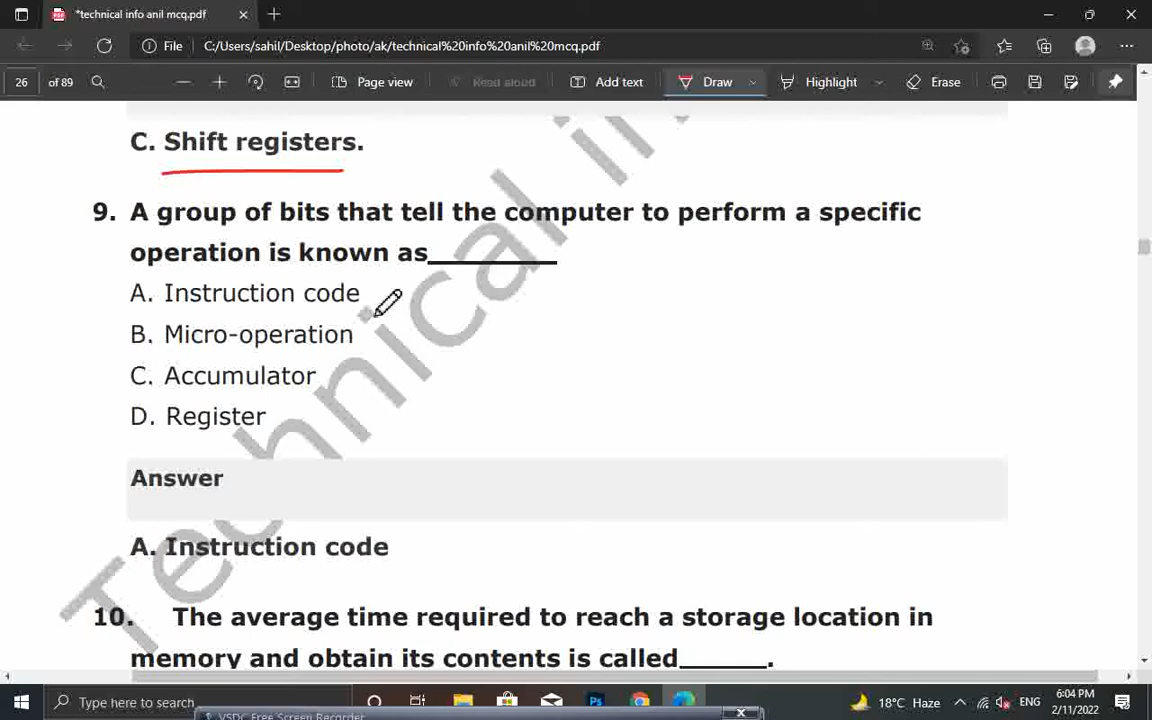 *technical info anil mcq.pdf
File C:/Users/sahil/Desktop/photo/ak/technical%20info%20anil%20mcq.pdf
26 of 89 Page view Read aloud Add text Draw Highlight Erase
C. Shift registers.
9. A group of bits that tell the computer to perform a specific
operation is known as________
A. Instruction code
B. Micro-operation
C. Accumulator
D. Register
Answer
A. Instruction code
10. The average time required to reach a storage location in
memory and obtain its contents is called_____.
Technical in
Type here to search
18°C Haze ENG 6:04 PM
2/11/2022
VSDC Free Screen Recorder